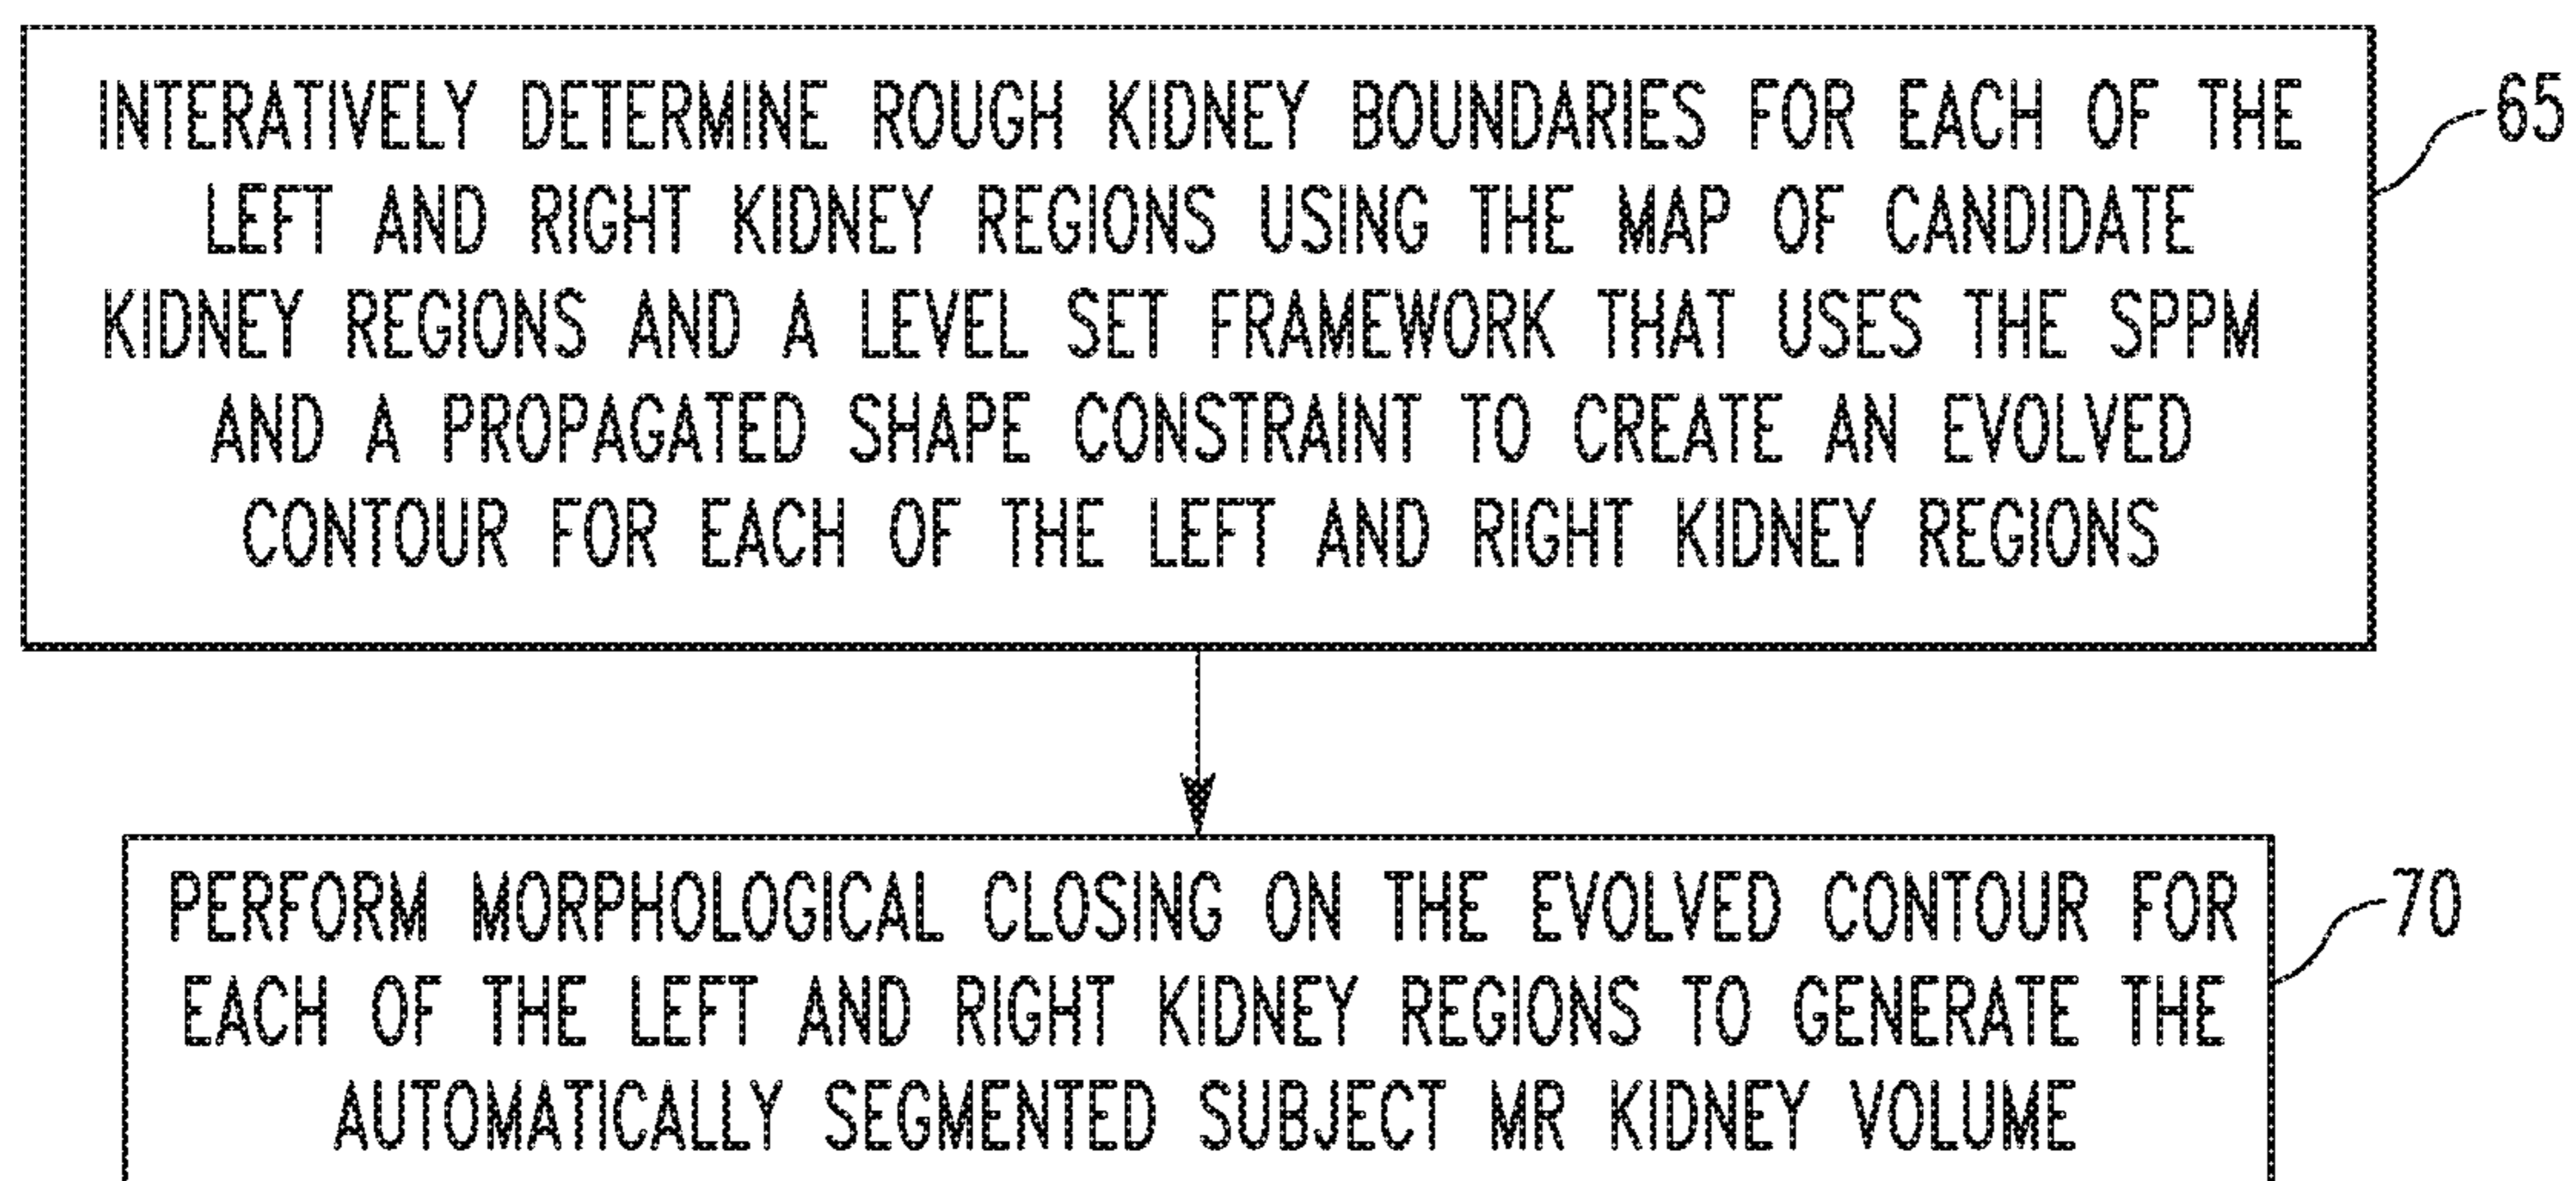 INTERATIVELY DETERMINE ROUGH KIDNEY BOUNDARIES FOR EACH OF THE
LEFT AND RIGHT KIDNEY REGIONS USING THE MAP OF CANDIDATE
KIDNEY REGIONS AND A LEVEL SET FRAMEWORK THAT USES THE SPPM
AND A PROPAGATED SHAPE CONSTRAINT TO CREATE AN EVOLVED
CONTOUR FOR EACH OF THE LEFT AND RIGHT KIDNEY REGIONS
65
PERFORM MORPHOLOGICAL CLOSING ON THE EVOLVED CONTOUR FOR
EACH OF THE LEFT AND RIGHT KIDNEY REGIONS TO GENERATE THE
AUTOMATICALLY SEGMENTED SUBJECT MR KIDNEY VOLUME
70